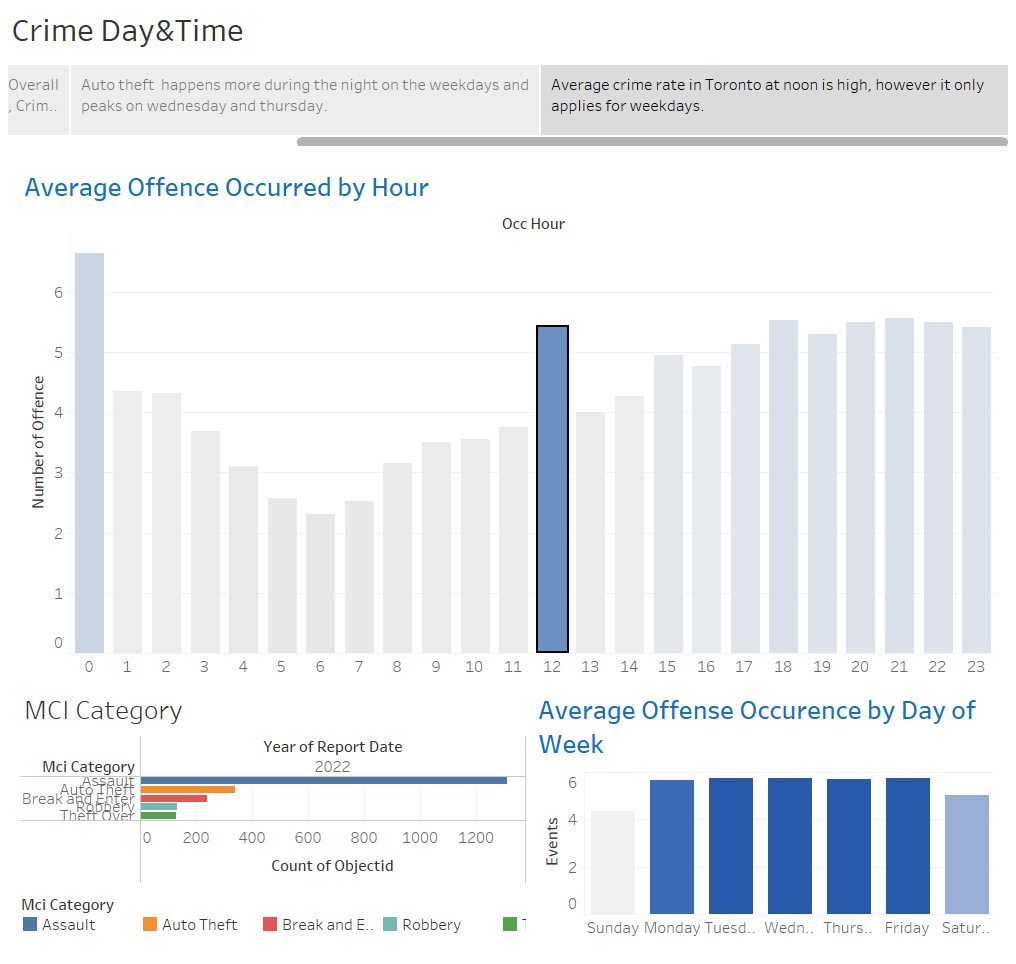 Crime Day&Time
Overall
, Crim..
Auto theft happens more during the night on the weekdays and
peaks on wednesday and thursday.
Average crime rate in Toronto at noon is high, however it only
applies for weekdays.
Average Offence Occurred by Hour
Occ Hour
Number of Offence
6
5
4
3
2
1
0
0 1 2 3 4 5 6 7 8 9 10 11 12 13 14 15 16 17 18 19 20 21 22 23
MCI Category
Year of Report Date
Mci Category 2022
Assault
Auto Theft
Break and Enter
Robbery
Theft Over
0 200 400 600 800 1000 1200
Count of Objectid
Mci Category
Assault Auto Theft Break and E.. Robbery T
Average Offense Occurence by Day of
Week
Events
6
4
2
0
Sunday Monday Tuesd.. Wedn.. Thurs.. Friday Satur..